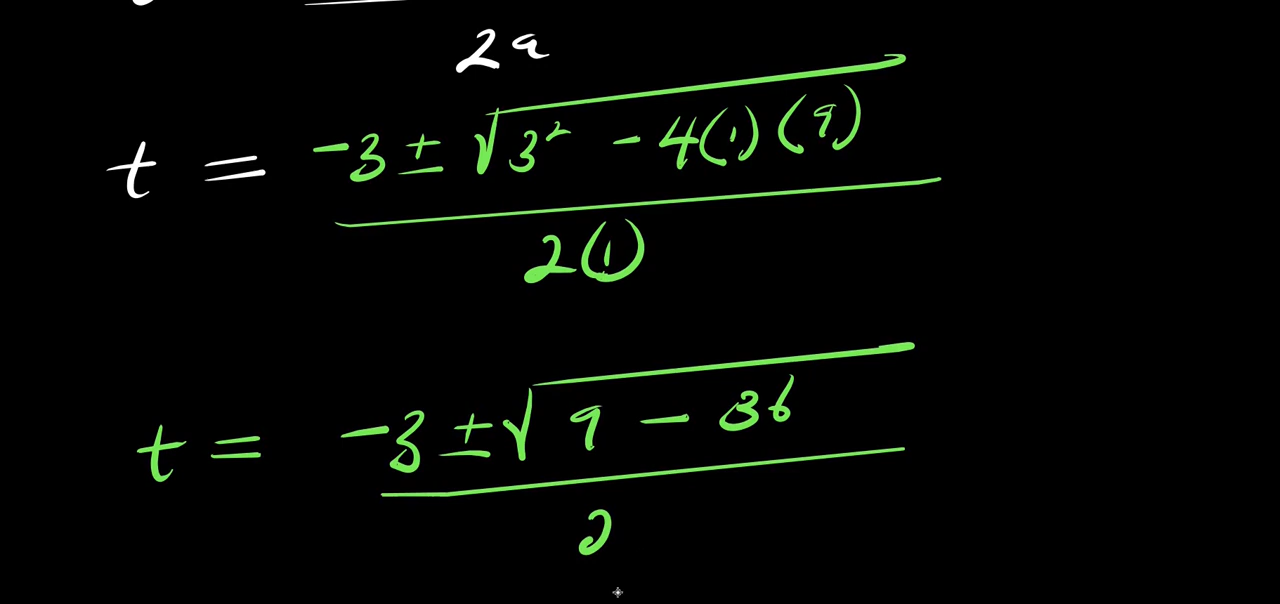 2a
t = -3 ± √(3² - 4(1)(9)) / 2(1)
t = -3 ± √(9 - 36) / 2